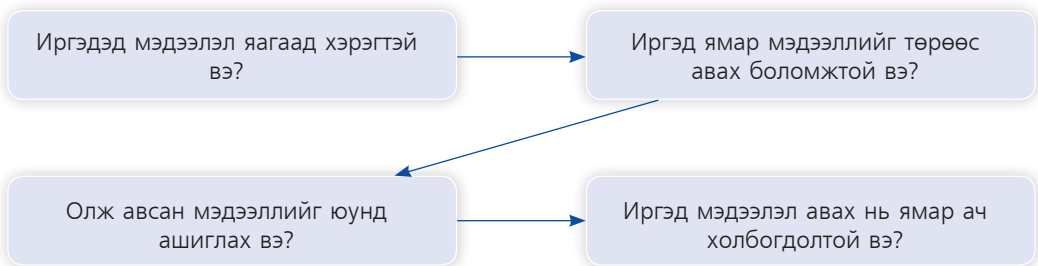 Иргэдэд мэдээлэл яагаад хэрэгтэй
вэ?
Иргэд ямар мэдээллийг төрөөс
авах боломжтой вэ?
Олж авсан мэдээллийг юунд
ашиглах вэ?
Иргэд мэдээлэл авах нь ямар ач
холбогдолтой вэ?